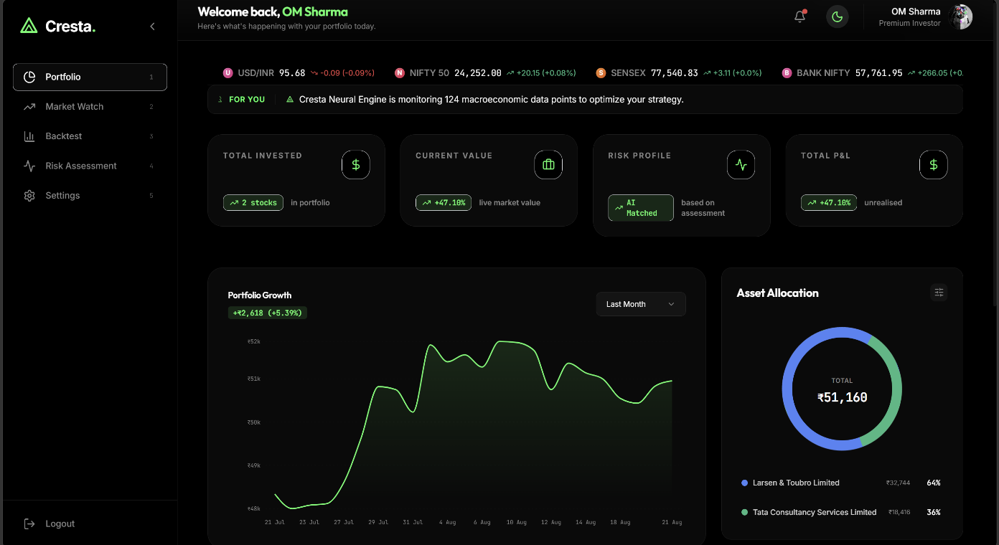 Cresta.
Portfolio 1
Market Watch 2
Backtest 3
Risk Assessment 4
Settings 5
Logout
Welcome back, OM Sharma
Here's what's happening with your portfolio today.
OM Sharma
Premium Investor
U USD/INR 95.68 -0.09 (-0.09%) N NIFTY 50 24,252.00 +20.15 (+0.08%) S SENSEX 77,540.83 +3.11 (+0.0%) B BANK NIFTY 57,761.95 +266.05 (+0.
FOR YOU Cresta Neural Engine is monitoring 124 macroeconomic data points to optimize your strategy.
TOTAL INVESTED
$
2 stocks in portfolio
CURRENT VALUE
+47.10% live market value
RISK PROFILE
AI Matched
based on assessment
TOTAL P&L
$
+47.10% unrealised
Portfolio Growth
+₹2,618 (+5.39%)
Last Month
₹52k
₹51k
₹50k
₹49k
₹48k
21 Jul 23 Jul 27 Jul 29 Jul 31 Jul 4 Aug 6 Aug 10 Aug 12 Aug 14 Aug 18 Aug 21 Aug
Asset Allocation
TOTAL
₹51,160
Larsen & Toubro Limited ₹32,744 64%
Tata Consultancy Services Limited ₹18,416 36%